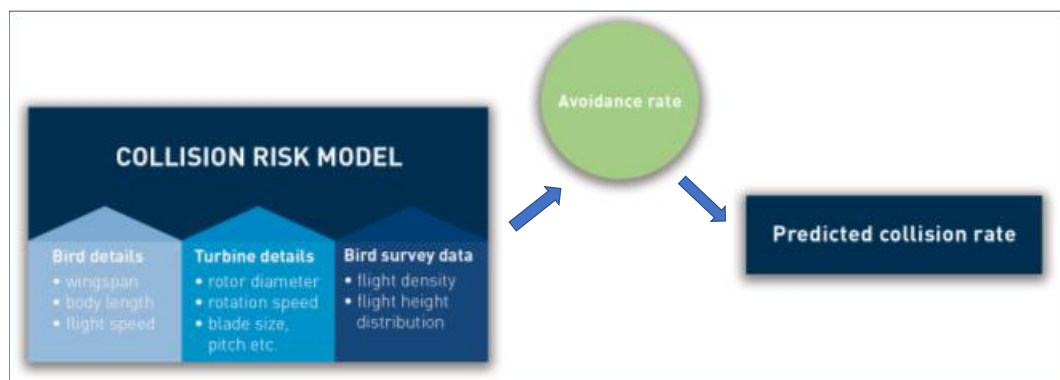 COLLISION RISK MODEL
Bird details
• wingspan
• body length
• flight speed
Turbine details
• rotor diameter
• rotation speed
• blade size,
pitch etc.
Bird survey data
• flight density
• flight height
distribution
Avoidance rate
Predicted collision rate